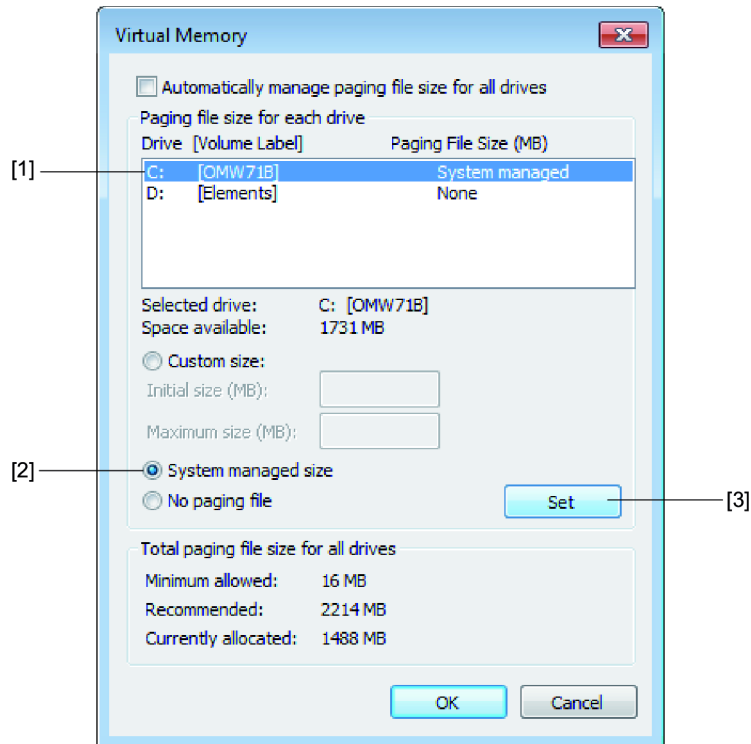 Virtual Memory
Automatically manage paging file size for all drives
Paging file size for each drive
Drive [Volume Label] Paging File Size (MB)
[1] C: [OMW71B] System managed
D: [Elements] None
Selected drive: C: [OMW71B]
Space available: 1731 MB
Custom size:
Initial size (MB):
Maximum size (MB):
[2] System managed size
No paging file Set [3]
Total paging file size for all drives
Minimum allowed: 16 MB
Recommended: 2214 MB
Currently allocated: 1488 MB
OK Cancel